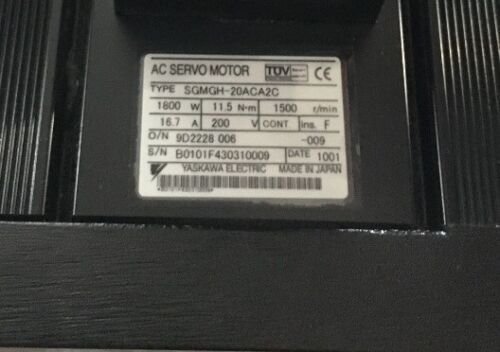 AC SERVO MOTOR TÜV CE
TYPE SGMGH-20ACA2C
1800 W 11.5 N·m 1500 r/min
16.7 A 200 V CONT Ins. F
O/N 9D2228 006 -009
S/N B0101F430310009 DATE 1001
YASKAWA ELECTRIC MADE IN JAPAN